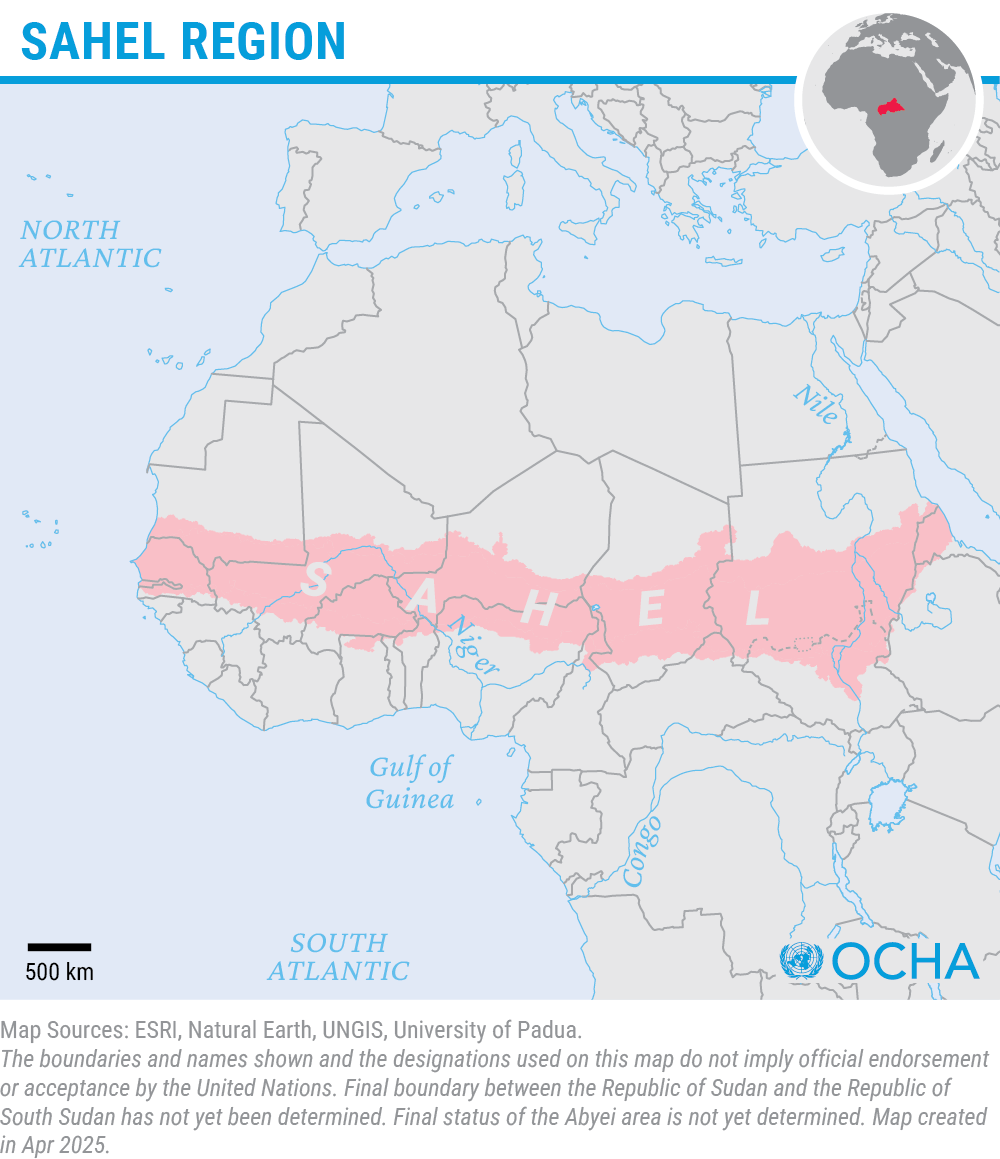 SAHEL REGION
NORTH
ATLANTIC
Nile
S A H E L
Niger
Gulf of
Guinea
Congo
SOUTH
ATLANTIC
500 km
OCHA
Map Sources: ESRI, Natural Earth, UNGIS, University of Padua.
The boundaries and names shown and the designations used on this map do not imply official endorsement
or acceptance by the United Nations. Final boundary between the Republic of Sudan and the Republic of
South Sudan has not yet been determined. Final status of the Abyei area is not yet determined. Map created
in Apr 2025.